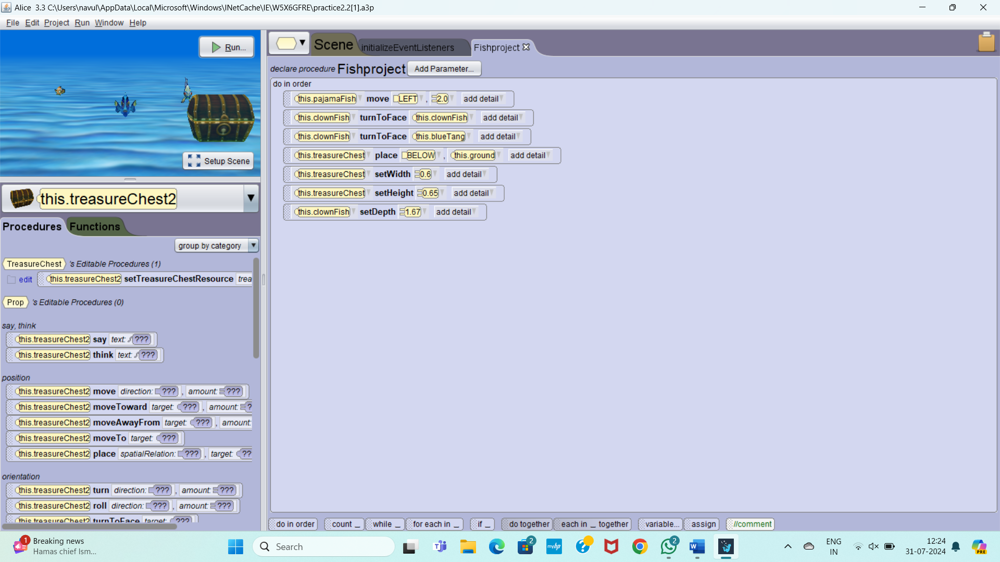 Alice 3.3 C:\Users\navul\AppData\Local\Microsoft\Windows\INetCache\IE\W5X6GFRE\practice2.2[1].a3p
File Edit Project Run Window Help
Run...
Setup Scene
this.treasureChest2
Procedures Functions
group by category
TreasureChest 's Editable Procedures (1)
edit this.treasureChest2 setTreasureChestResource trea
Prop 's Editable Procedures (0)
say, think
this.treasureChest2 say text: ???
this.treasureChest2 think text: ???
position
this.treasureChest2 move direction: ??? , amount: ???
this.treasureChest2 moveToward target: ??? , amount: ?
this.treasureChest2 moveAwayFrom target: ??? , amount:
this.treasureChest2 moveTo target: ???
this.treasureChest2 place spatialRelation: ??? , target: ??
orientation
this.treasureChest2 turn direction: ??? , amount: ???
this.treasureChest2 roll direction: ??? , amount: ???
this.treasureChest2 turnToFace target: ???
Scene initializeEventListeners Fishproject
declare procedure Fishproject Add Parameter...
do in order
this.pajamaFish move LEFT , 2.0 add detail
this.clownFish turnToFace this.clownFish add detail
this.clownFish turnToFace this.blueTang add detail
this.treasureChest place BELOW , this.ground add detail
this.treasureChest setWidth 0.6 add detail
this.treasureChest setHeight 0.65 add detail
this.clownFish setDepth 1.67 add detail
do in order count _ while _ for each in _ if _ do together each in _ together variable... assign //comment
1 Breaking news
Hamas chief Ism...
Search
2
myhp
2
ENG
IN
12:24
31-07-2024
PRE